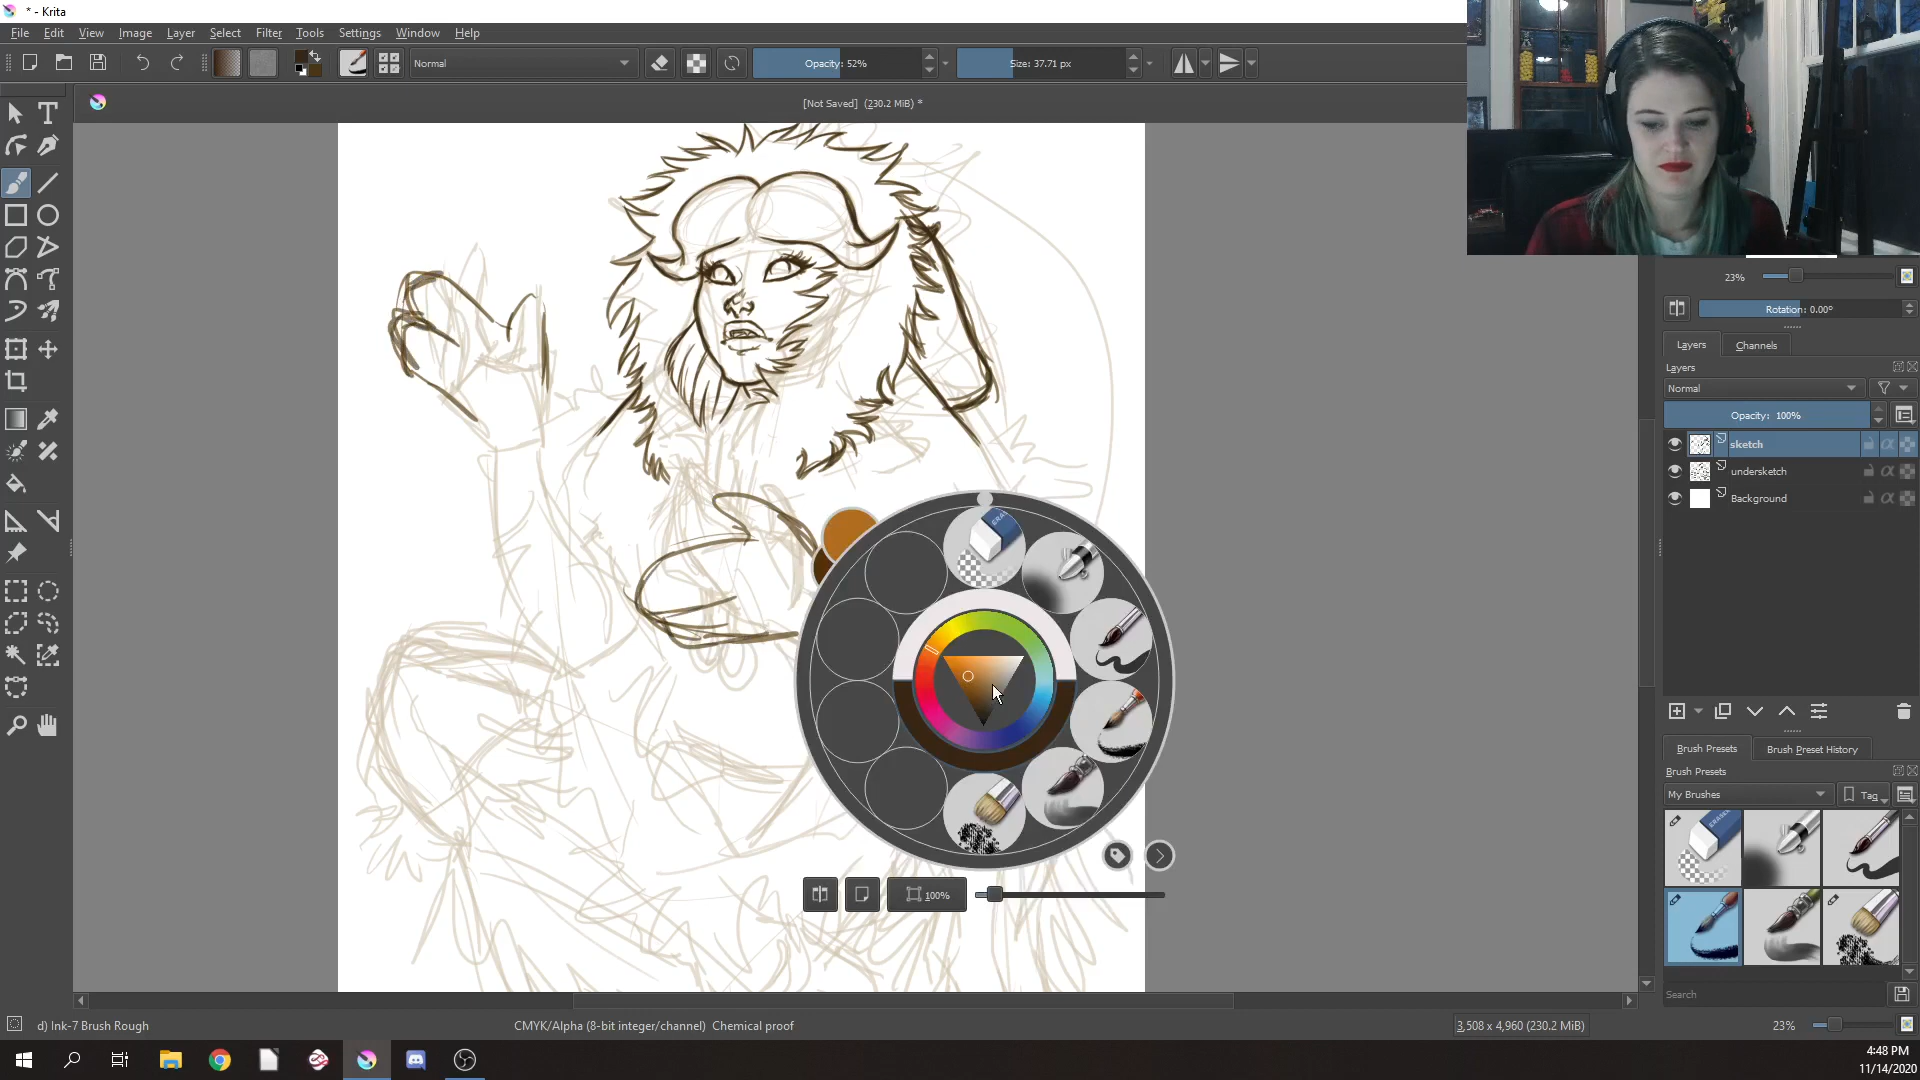 * - Krita
File Edit View Image Layer Select Filter Tools Settings Window Help
Normal
Opacity: 52%
Size: 37.71 px
[Not Saved] (230.2 MiB) *
23%
Rotation: 0.00°
Layers Channels
Layers
Normal
Opacity: 100%
sketch
undersketch
Background
Brush Presets Brush Preset History
Brush Presets
My Brushes Tag
100%
Search
d) Ink-7 Brush Rough
CMYK/Alpha (8-bit integer/channel) Chemical proof
3,508 x 4,960 (230.2 MiB)
23%
4:48 PM
11/14/2020